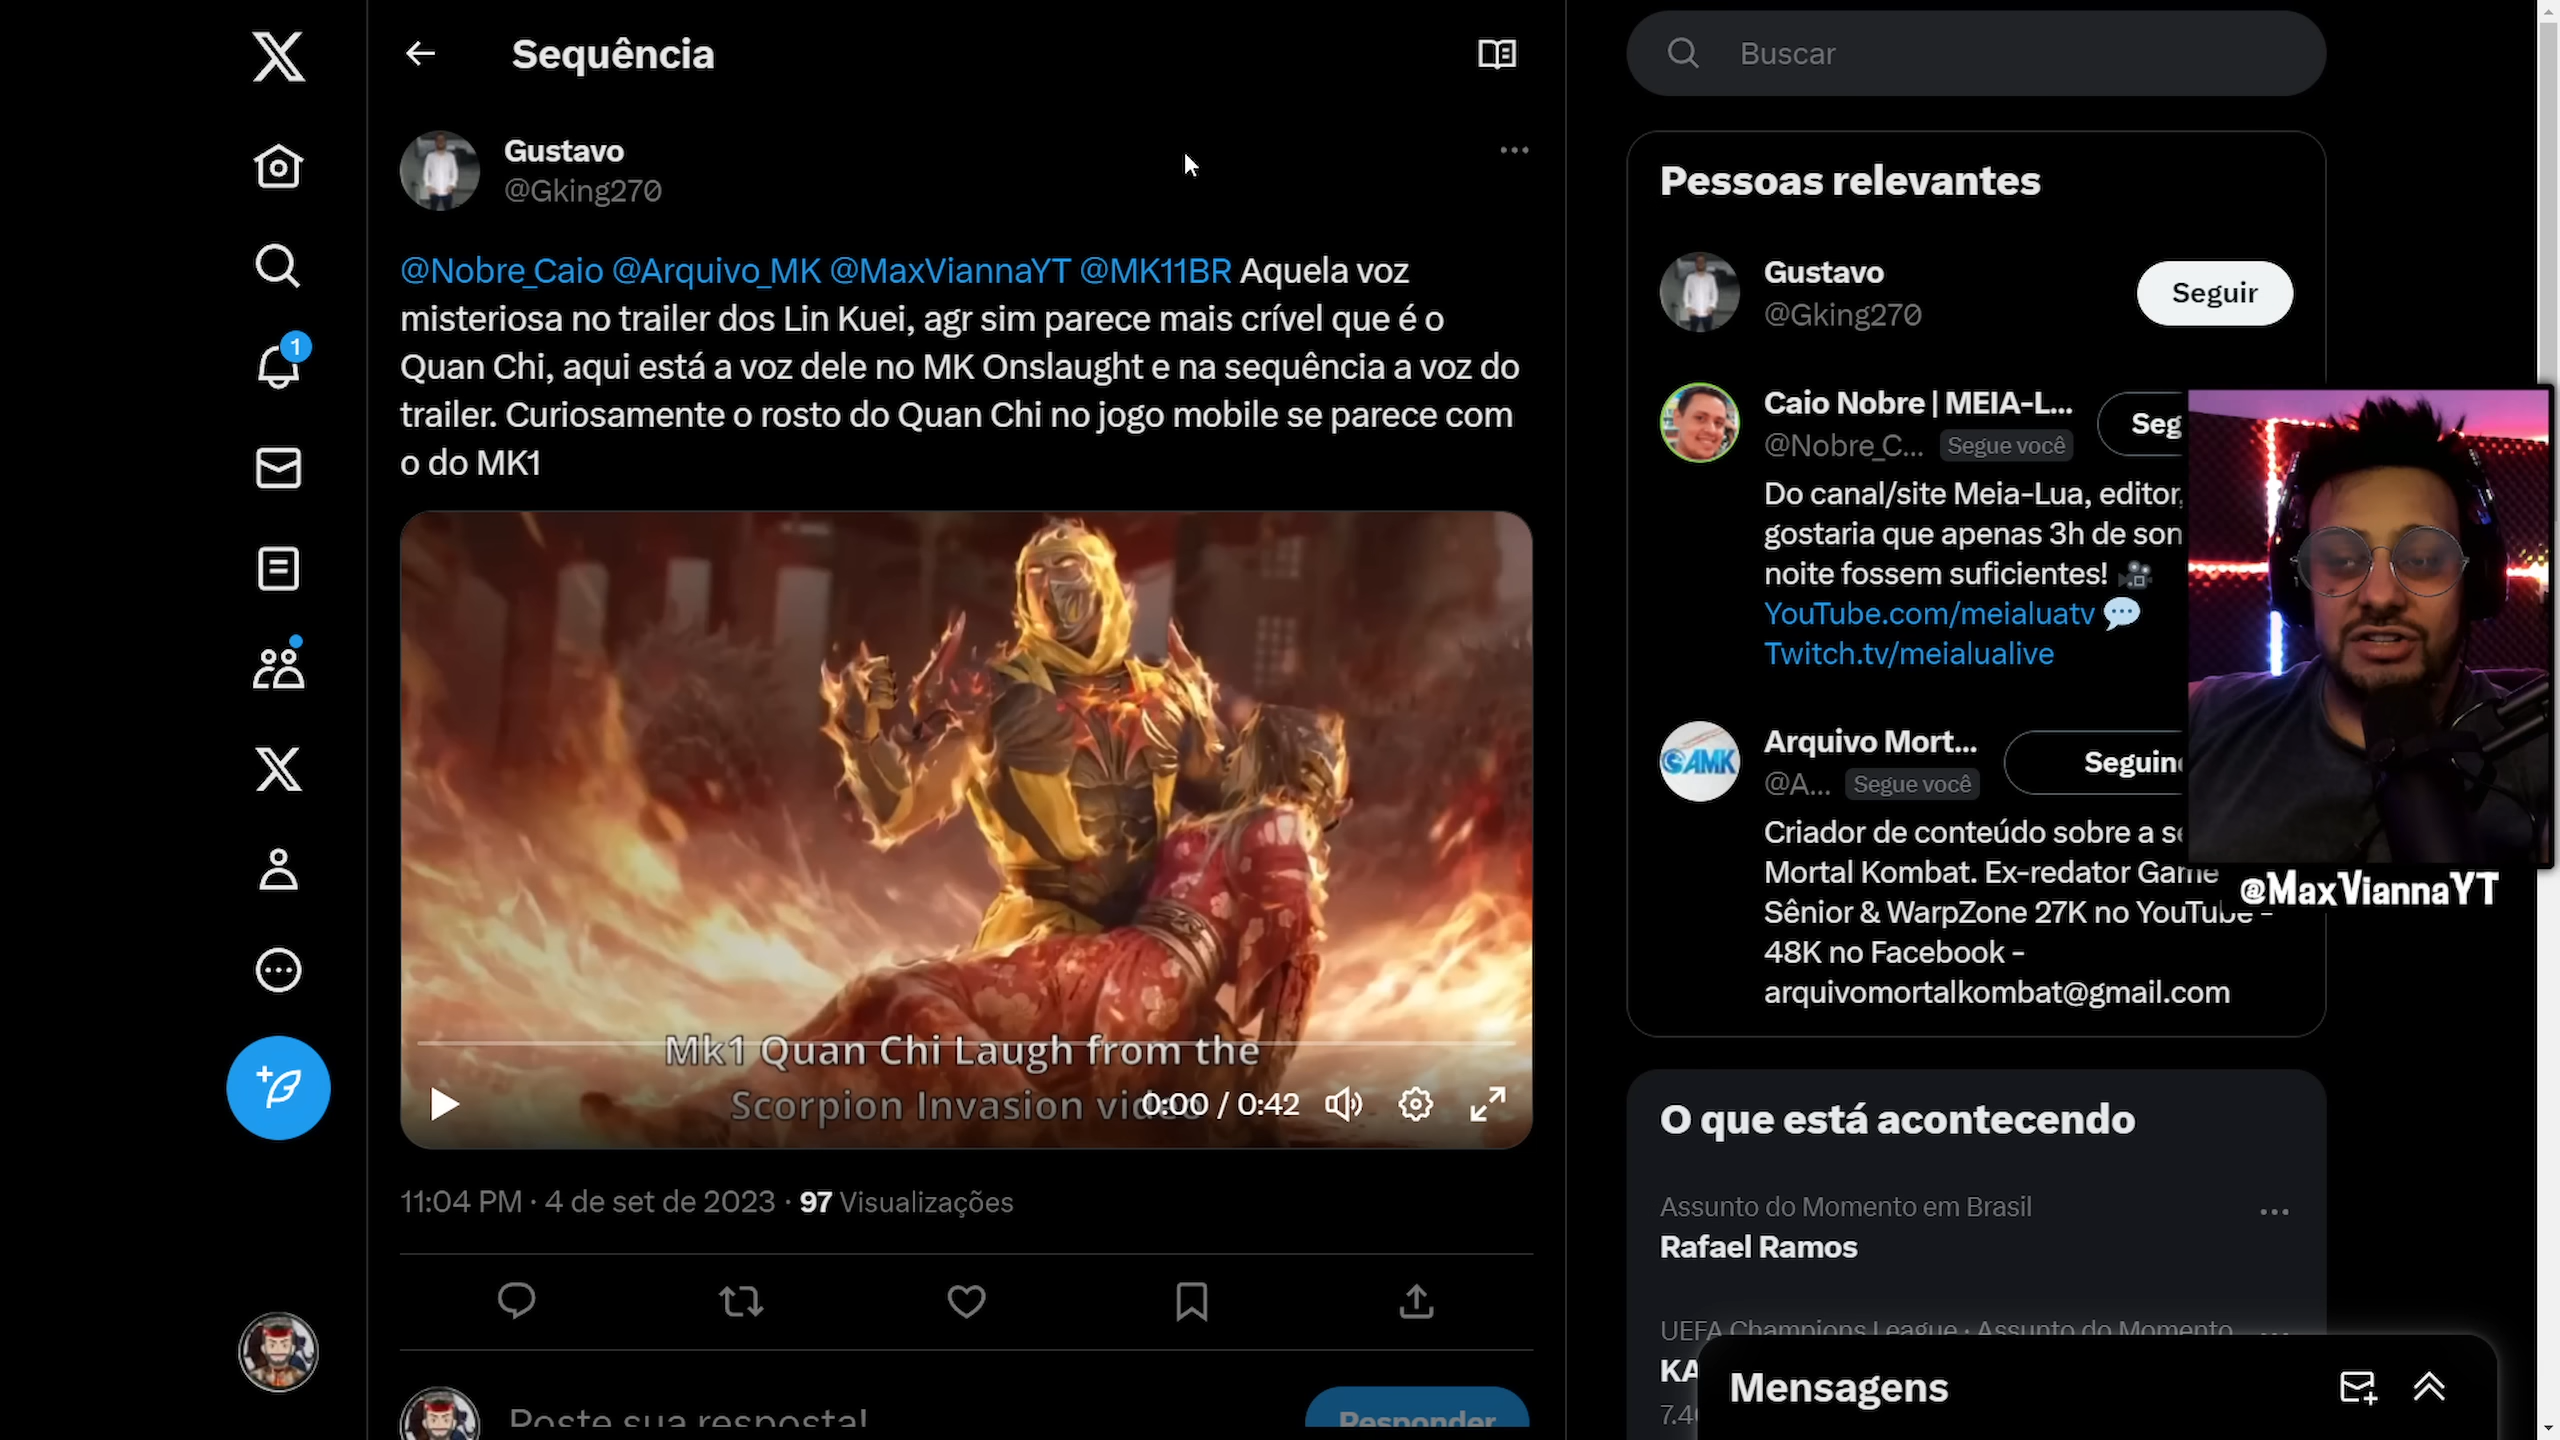 Sequência
Gustavo
@Gking270
@Nobre_Caio @Arquivo_MK @MaxViannaYT @MK11BR Aquela voz
misteriosa no trailer dos Lin Kuei, agr sim parece mais crível que é o
Quan Chi, aqui está a voz dele no MK Onslaught e na sequência a voz do
trailer. Curiosamente o rosto do Quan Chi no jogo mobile se parece com
o do MK1
Mk1 Quan Chi Laugh from the
Scorpion Invasion
0:00 / 0:42
11:04 PM · 4 de set de 2023 · 97 Visualizações
Poste sua resposta!
Responder
1
Buscar
Pessoas relevantes
Gustavo
@Gking270
Seguir
Caio Nobre | MEIA-L...
@Nobre_C... Segue você
Seg
Do canal/site Meia-Lua, editor,
gostaria que apenas 3h de son
noite fossem suficientes! 🎥
YouTube.com/meialuatv 💬
Twitch.tv/meialualive
GAMK
Arquivo Mort...
@A... Segue você
Seguin
Criador de conteúdo sobre a se
Mortal Kombat. Ex-redator Game
Sênior & WarpZone 27K no YouTube -
48K no Facebook -
arquivomortalkombat@gmail.com
@MaxViannaYT
O que está acontecendo
Assunto do Momento em Brasil
Rafael Ramos
UEFA Champions League · Assunto do Momento
KA
Mensagens